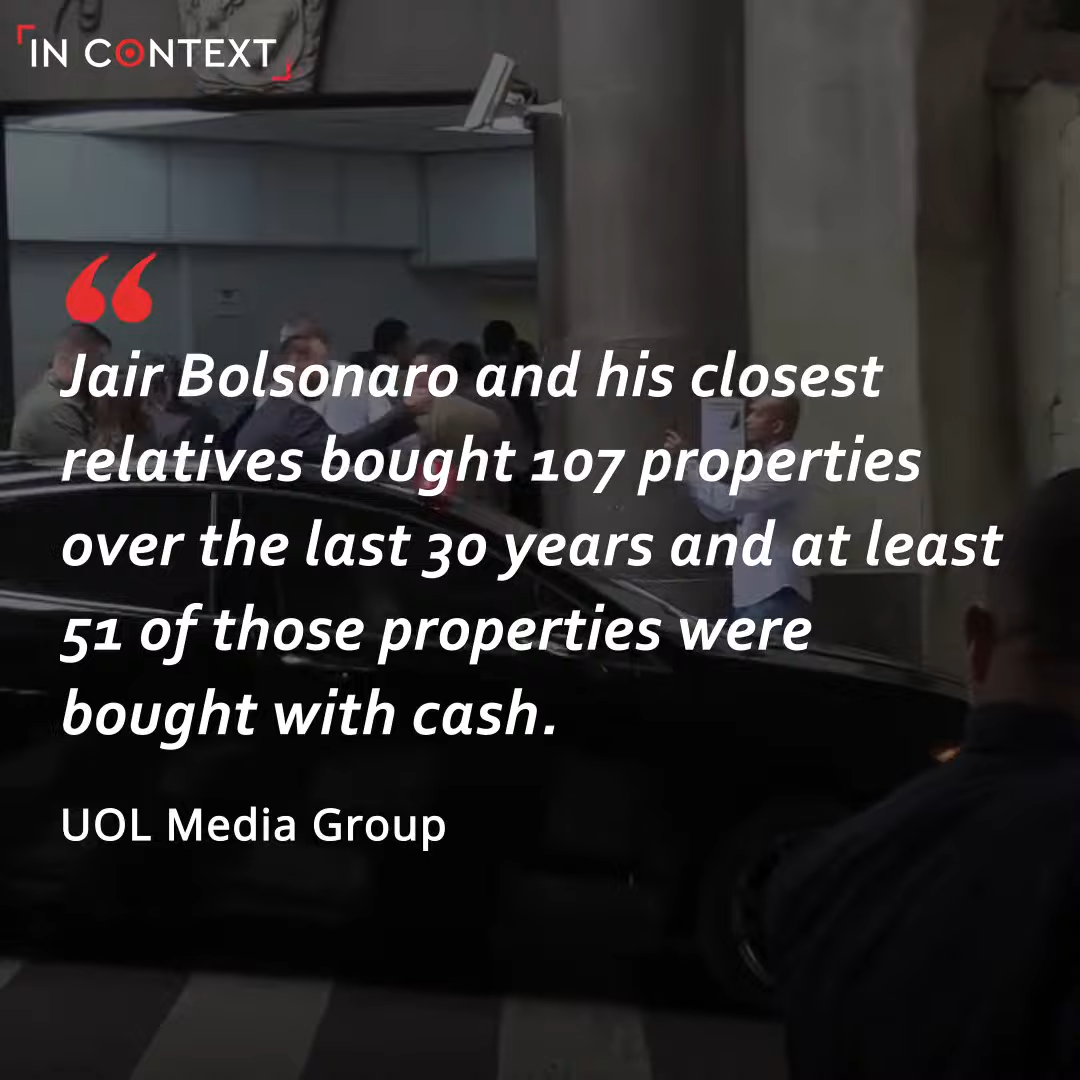 IN CONTEXT
“
Jair Bolsonaro and his closest
relatives bought 107 properties
over the last 30 years and at least
51 of those properties were
bought with cash.
UOL Media Group